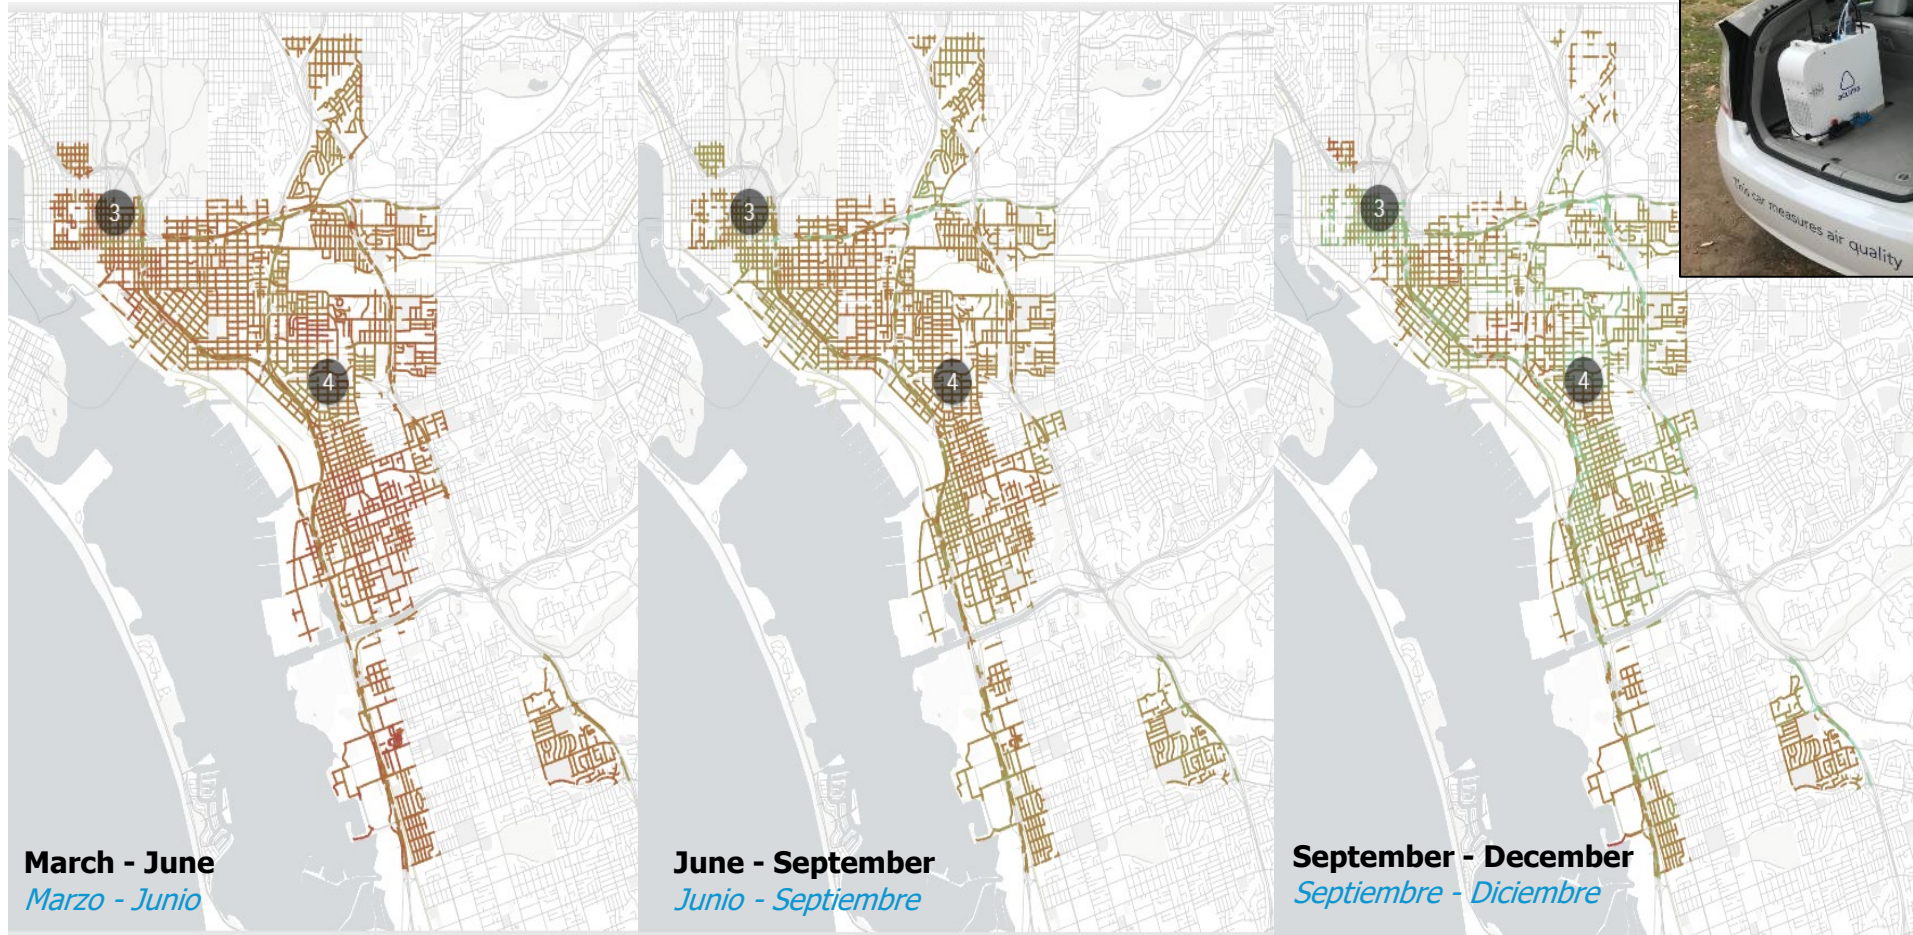 3
4
March - June
Marzo - Junio
3
4
June - September
Junio - Septiembre
3
4
September - December
Septiembre - Diciembre
aclima
This car measures air quality